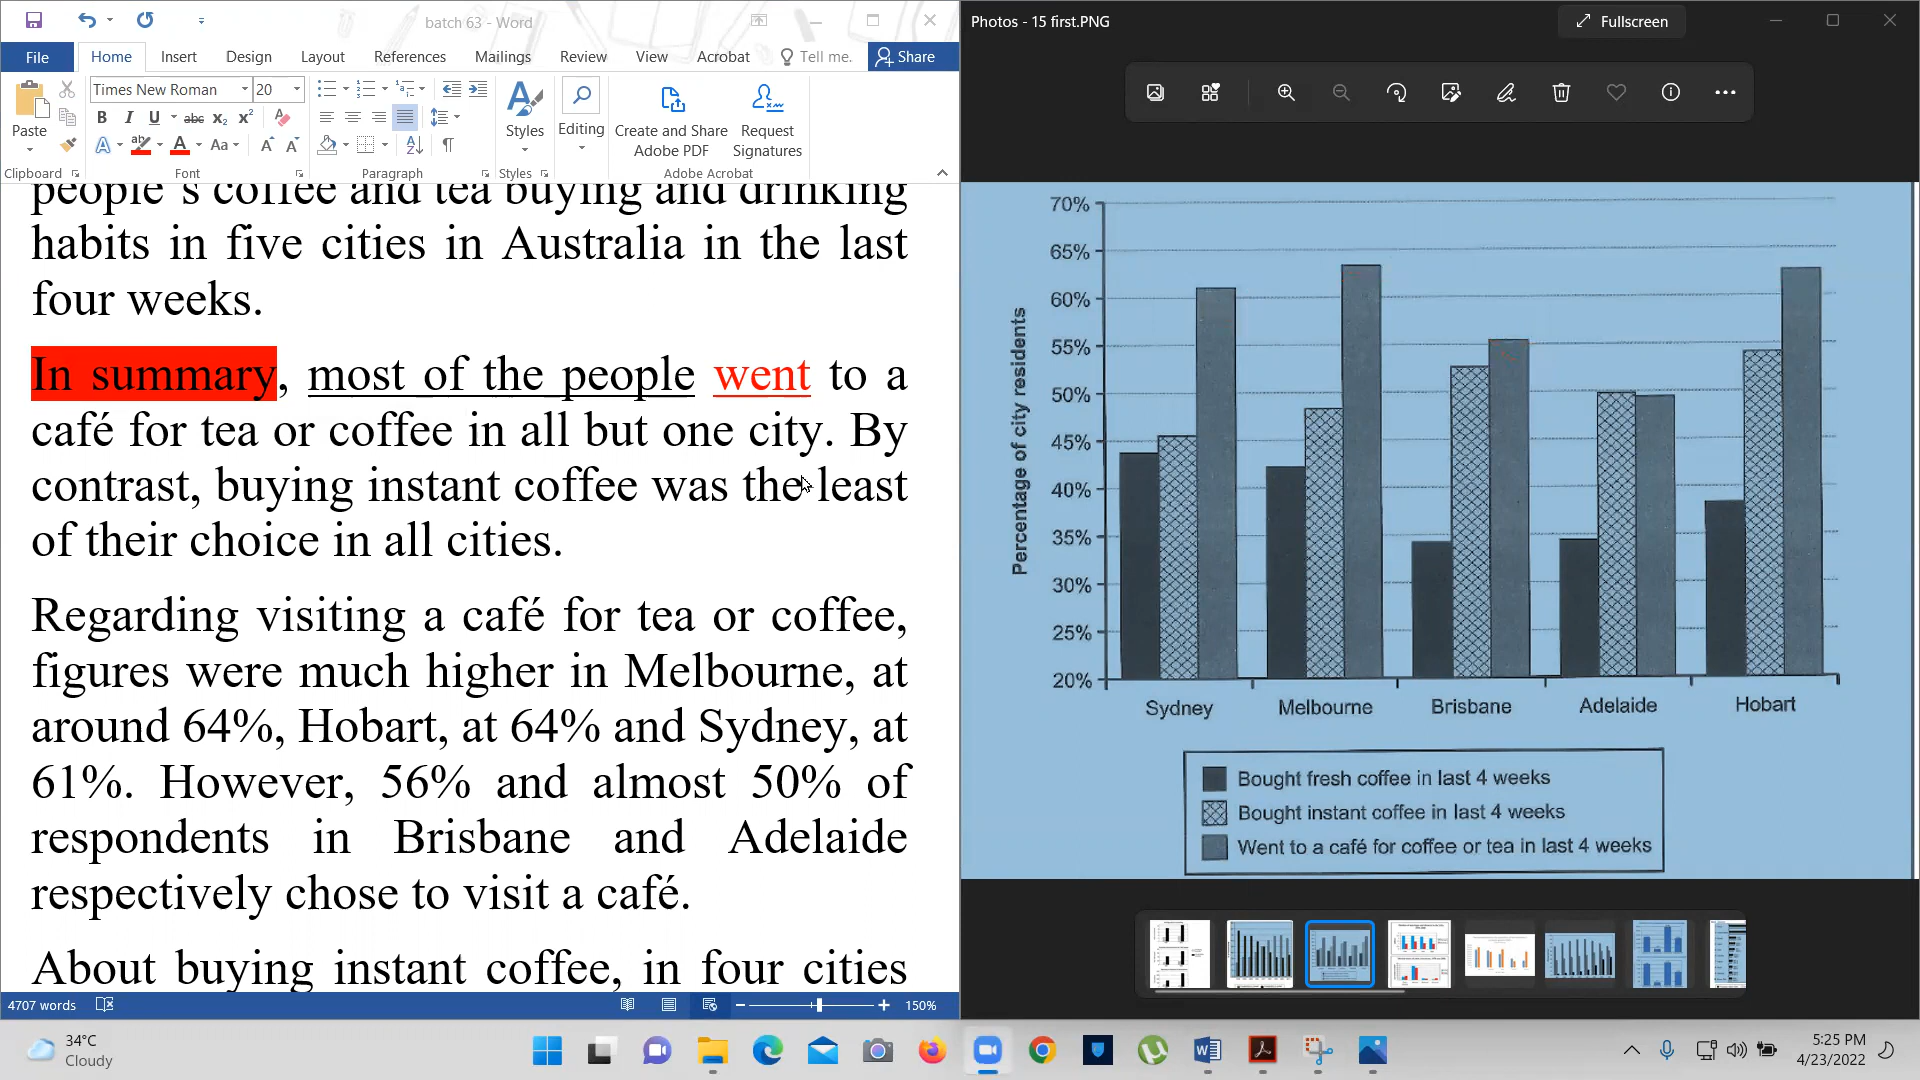 batch 63 - Word
File Home Insert Design Layout References Mailings Review View Acrobat Tell me. Share
Times New Roman 20
Paste
Styles
Editing
Create and Share Adobe PDF
Request Signatures
Clipboard Font Paragraph Styles Adobe Acrobat
people's coffee and tea buying and drinking
habits in five cities in Australia in the last
four weeks.
In summary, most of the people went to a
café for tea or coffee in all but one city. By
contrast, buying instant coffee was the least
of their choice in all cities.
Regarding visiting a café for tea or coffee,
figures were much higher in Melbourne, at
around 64%, Hobart, at 64% and Sydney, at
61%. However, 56% and almost 50% of
respondents in Brisbane and Adelaide
respectively chose to visit a café.
About buying instant coffee, in four cities
4707 words
150%
Photos - 15 first.PNG
Fullscreen
Percentage of city residents
70%
65%
60%
55%
50%
45%
40%
35%
30%
25%
20%
Sydney Melbourne Brisbane Adelaide Hobart
Bought fresh coffee in last 4 weeks
Bought instant coffee in last 4 weeks
Went to a café for coffee or tea in last 4 weeks
34°C
Cloudy
5:25 PM
4/23/2022